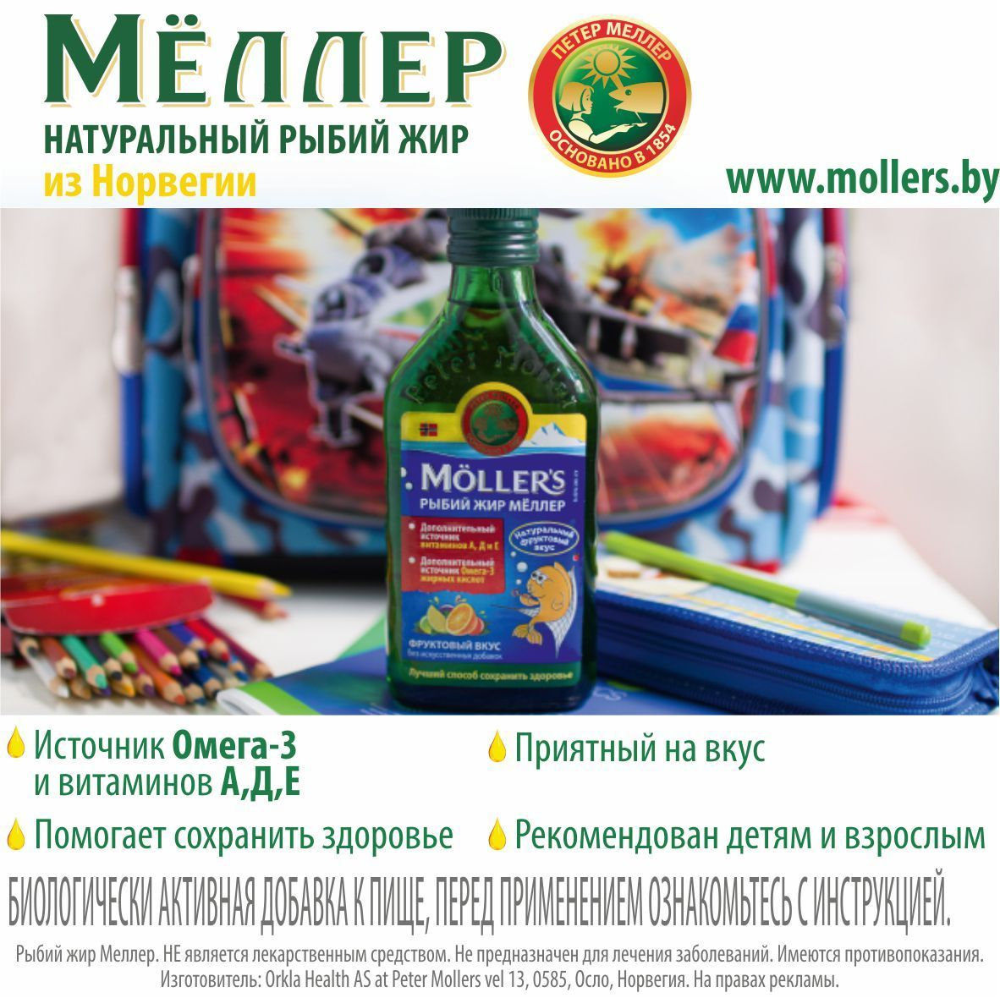 МЁЛЛЕР
НАТУРАЛЬНЫЙ РЫБИЙ ЖИР
из Норвегии
ПЕТЕР МЕЛЛЕР
ОСНОВАНО В 1854
www.mollers.by
Peter Möller
MÖLLER'S
РЫБИЙ ЖИР МЁЛЛЕР
Дополнительный
источник
витаминов А, Д и Е
Дополнительный
источник Омега-3
жирных кислот
Натуральный
фруктовый
вкус
ФРУКТОВЫЙ ВКУС
без искусственных добавок
Лучший способ сохранить здоровье
Источник Омега-3
и витаминов А,Д,Е
Приятный на вкус
Помогает сохранить здоровье
Рекомендован детям и взрослым
БИОЛОГИЧЕСКИ АКТИВНАЯ ДОБАВКА К ПИЩЕ, ПЕРЕД ПРИМЕНЕНИЕМ ОЗНАКОМЬТЕСЬ С ИНСТРУКЦИЕЙ.
Рыбий жир Меллер. НЕ является лекарственным средством. Не предназначен для лечения заболеваний. Имеются противопоказания.
Изготовитель: Orkla Health AS at Peter Mollers vel 13, 0585, Осло, Норвегия. На правах рекламы.